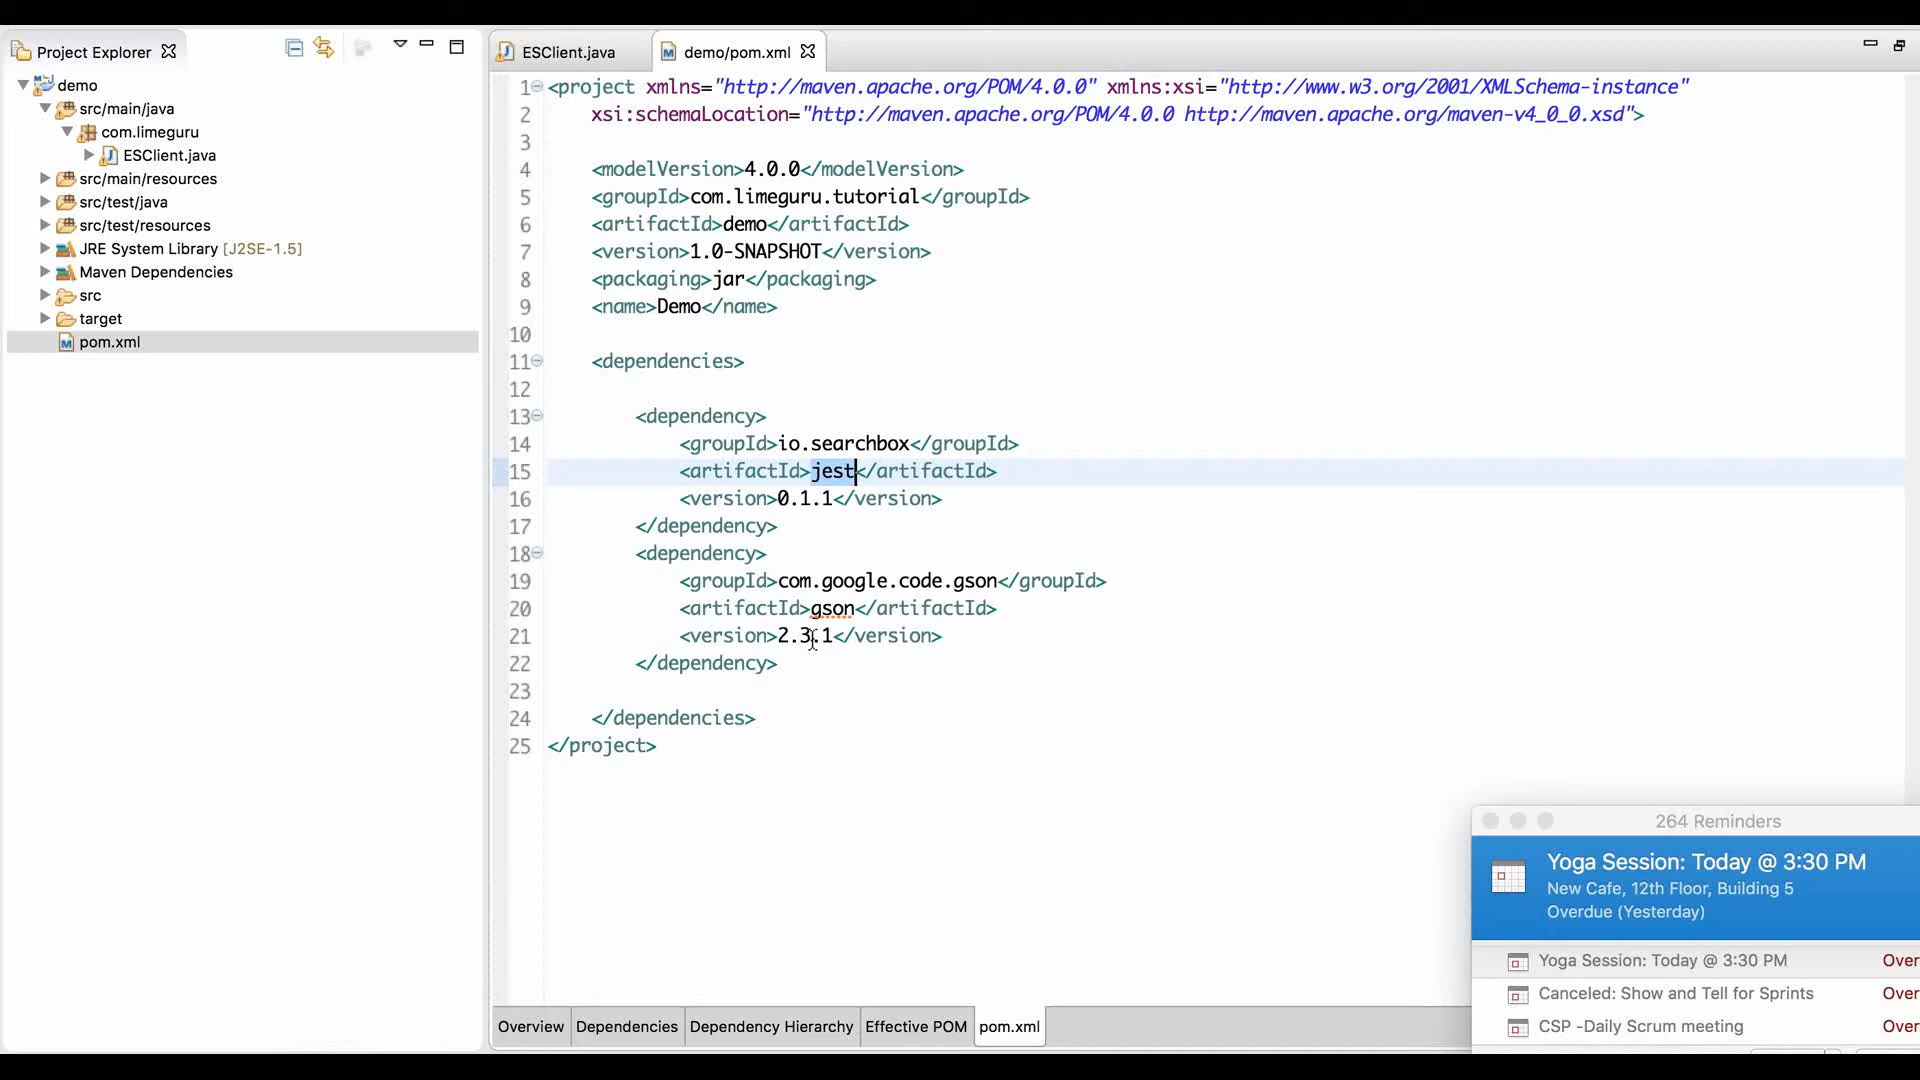 Project Explorer
demo
src/main/java
com.limeguru
ESClient.java
src/main/resources
src/test/java
src/test/resources
JRE System Library [J2SE-1.5]
Maven Dependencies
src
target
pom.xml
ESClient.java
demo/pom.xml
1 <project xmlns="http://maven.apache.org/POM/4.0.0" xmlns:xsi="http://www.w3.org/2001/XMLSchema-instance"
2 xsi:schemaLocation="http://maven.apache.org/POM/4.0.0 http://maven.apache.org/maven-v4_0_0.xsd">
3
4 <modelVersion>4.0.0</modelVersion>
5 <groupId>com.limeguru.tutorial</groupId>
6 <artifactId>demo</artifactId>
7 <version>1.0-SNAPSHOT</version>
8 <packaging>jar</packaging>
9 <name>Demo</name>
10
11 <dependencies>
12
13 <dependency>
14 <groupId>io.searchbox</groupId>
15 <artifactId>jest</artifactId>
16 <version>0.1.1</version>
17 </dependency>
18 <dependency>
19 <groupId>com.google.code.gson</groupId>
20 <artifactId>gson</artifactId>
21 <version>2.3.1</version>
22 </dependency>
23
24 </dependencies>
25 </project>
264 Reminders
Yoga Session: Today @ 3:30 PM
New Cafe, 12th Floor, Building 5
Overdue (Yesterday)
Yoga Session: Today @ 3:30 PM Over
Canceled: Show and Tell for Sprints Over
CSP -Daily Scrum meeting Over
Overview Dependencies Dependency Hierarchy Effective POM pom.xml